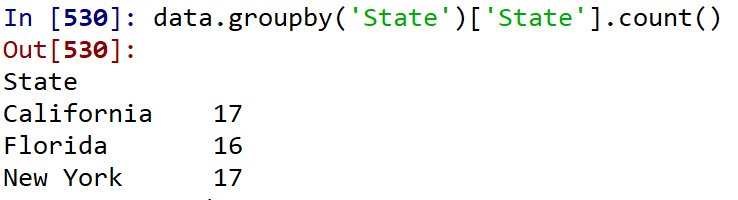 In [530]: data.groupby('State')['State'].count()
Out[530]:
State
California    17
Florida       16
New York      17